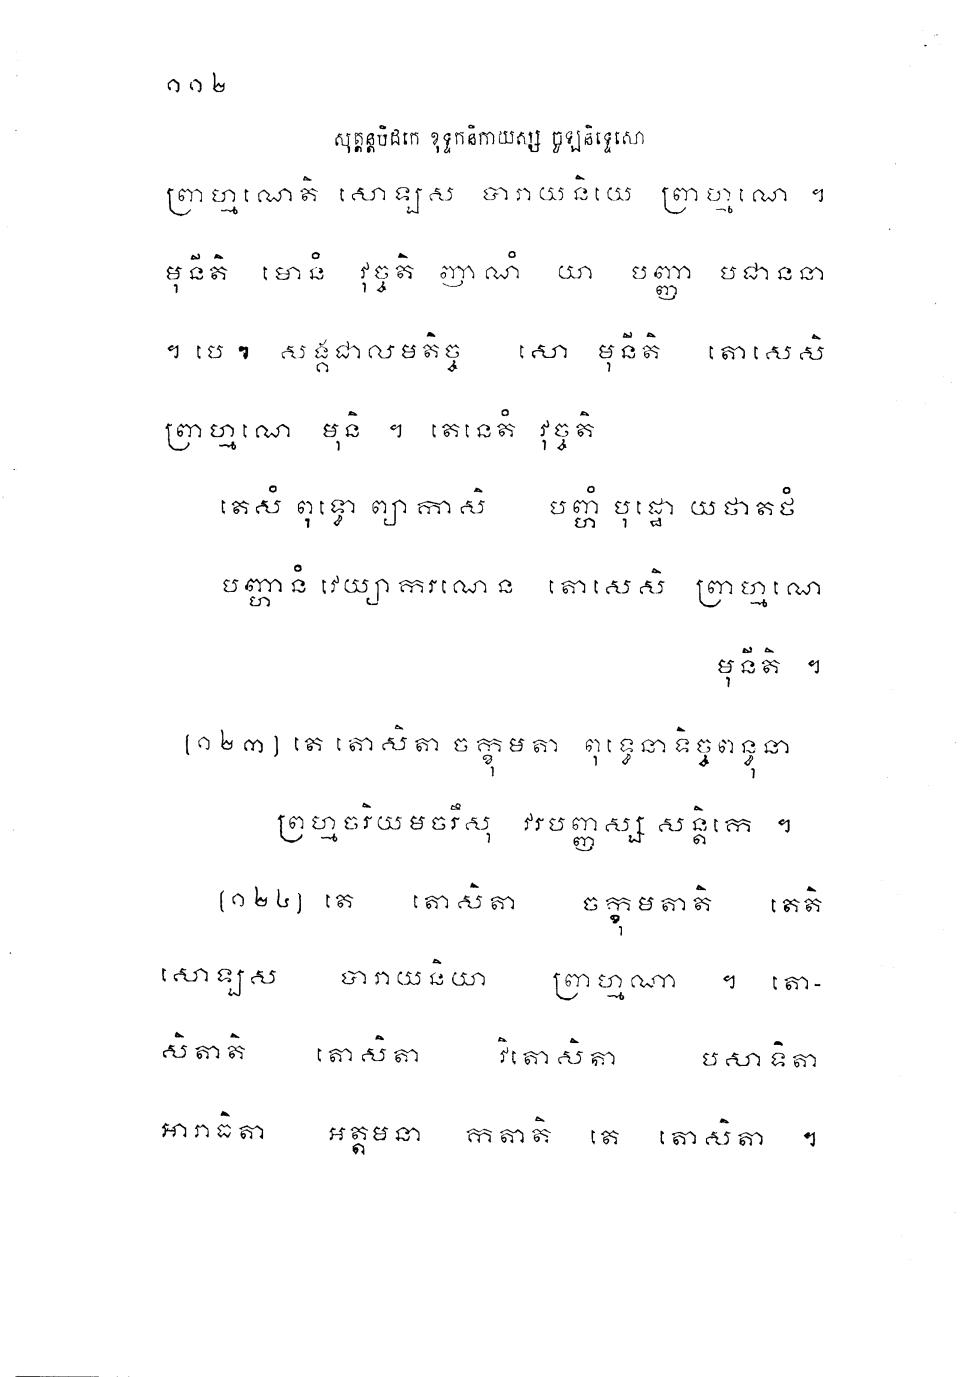 ១១២
សុត្តន្តបិដកេ ខុទ្ទកនិកាយស្ស ចូឡនិទ្ទេសោ
ព្រាហ្មណេតិ សោឡស បារាយនិយេ ព្រាហ្មណេ ។
មុនីតិ មោនំ វុច្ចតិ ញាណំ យា បញ្ញា បជាននា
។ បេ ។ សង្គជាលមតិច្ច សោ មុនីតិ តោសេសិ
ព្រាហ្មណេ មុនិ ។ តេនេតំ វុច្ចតិ
តេសំ ពុទ្ធោ ព្យាកាសិ បញ្ហំ បុដ្ឋោ យថាតថំ
បញ្ហានំ វេយ្យាករណេន តោសេសិ ព្រាហ្មណេ
មុនីតិ ។
[១២៣] តេ តោសិតា ចក្ខុមតា ពុទ្ធេនាទិច្ចពន្ធុនា
ព្រហ្មចរិយមចរឹសុ វរបញ្ញស្ស សន្តិកេ ។
[១២៤] តេ តោសិតា ចក្ខុមតាតិ តេតិ
សោឡស បារាយនិយា ព្រាហ្មណា ។ តោ-
សិតាតិ តោសិតា វិតោសិតា បសាទិតា
អារាធិតា អត្តមនា កតាតិ តេ តោសិតា ។